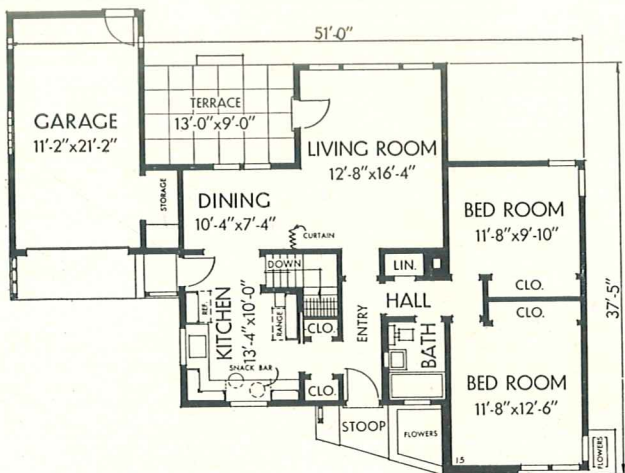 51'-0"
GARAGE
11'-2"x21'-2"
TERRACE
13'-0"x9'-0"
LIVING ROOM
12'-8"x16'-4"
STORAGE
DINING
10'-4"x7'-4"
CURTAIN
BED ROOM
11'-8"x9'-10"
CLO.
37'-5"
DOWN
LIN.
HALL
REF.
KITCHEN
13'-4"x10'-0"
RANGE
CLO.
ENTRY
BATH
CLO.
SNACK BAR
CLO.
BED ROOM
11'-8"x12'-6"
STOOP
FLOWERS
15
FLOWERS